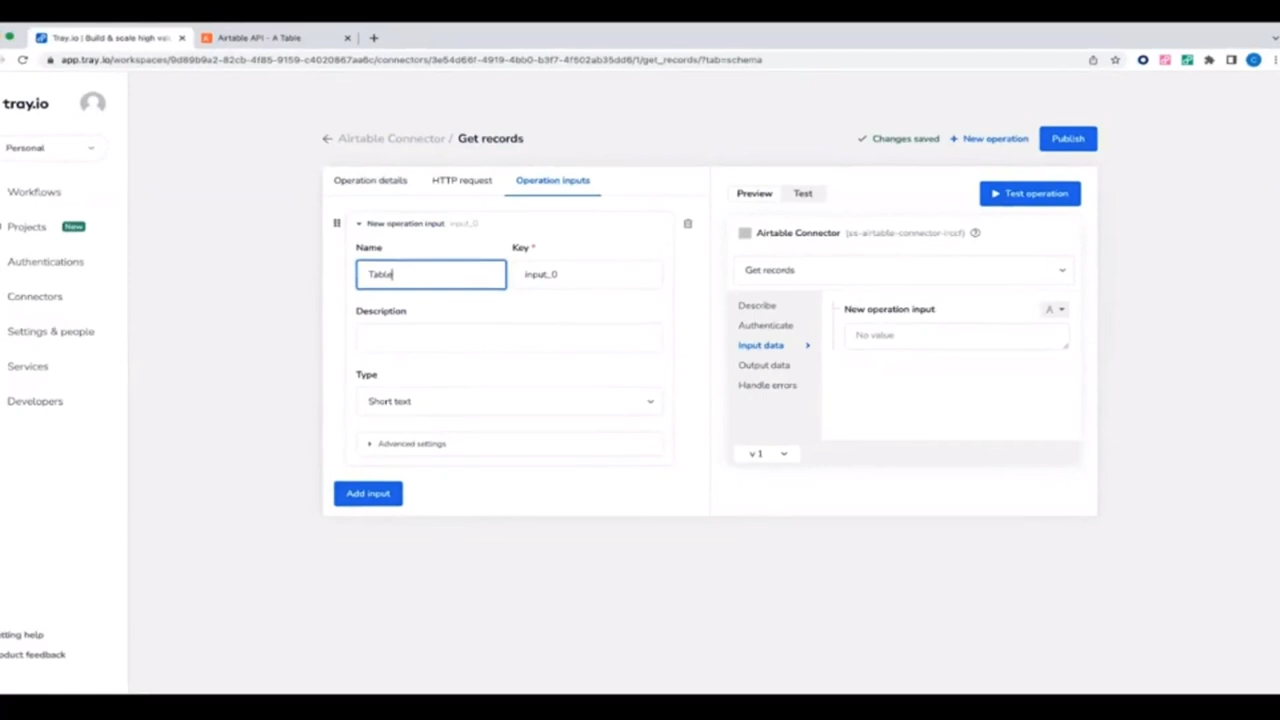 Tray.io | Build & scale high val
Airtable API - A Table
app.tray.io/workspaces/9d89b9a2-82cb-4f85-9159-c4020867aa6c/connectors/3e54d66f-4919-4bb0-b3f7-4f502ab35dd6/1/get_records/?tab=schema
tray.io
Personal
Workflows
Projects New
Authentications
Connectors
Settings & people
Services
Developers
etting help
oduct feedback
Airtable Connector / Get records
Changes saved
+ New operation
Publish
Operation details
HTTP request
Operation inputs
New operation input input_0
Name
Key *
Table
input_0
Description
Type
Short text
Advanced settings
Add input
Preview
Test
Test operation
Airtable Connector
Get records
Describe
Authenticate
Input data
Output data
Handle errors
New operation input
A
No value
v 1
C